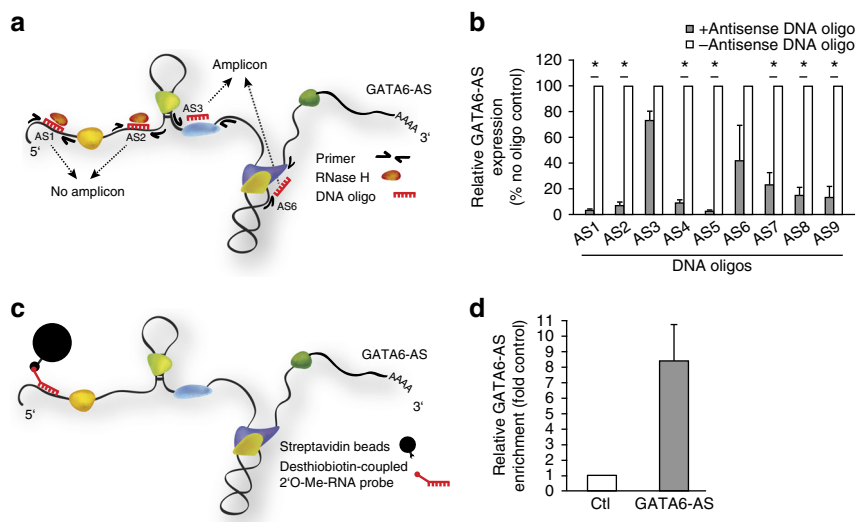 a
Amplicon
GATA6-AS
AS3
AAAA
3‘
AS1
AS2
5‘
No amplicon
AS6
Primer
RNase H
DNA oligo
b
+Antisense DNA oligo
−Antisense DNA oligo
Relative GATA6-AS
expression
(% no oligo control)
120
100
80
60
40
20
0
* * * * * * *
AS1 AS2 AS3 AS4 AS5 AS6 AS7 AS8 AS9
DNA oligos
c
GATA6-AS
AAAA
3‘
5‘
Streptavidin beads
Desthiobiotin-coupled
2‘O-Me-RNA probe
d
Relative GATA6-AS
enrichment (fold control)
11
10
9
8
7
6
5
4
3
2
1
0
Ctl GATA6-AS